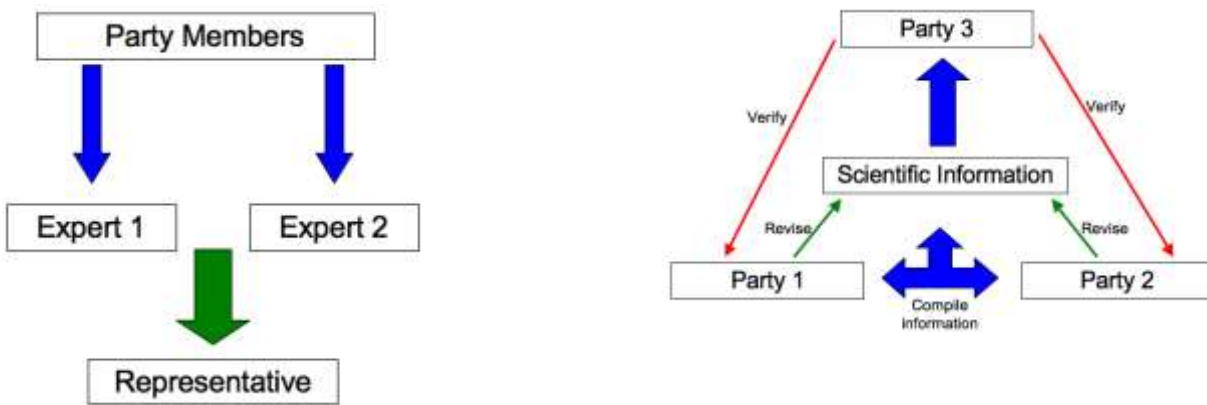 Party Members
Expert 1
Expert 2
Representative
Party 3
Verify
Verify
Scientific Information
Revise
Revise
Party 1
Party 2
Compile
information